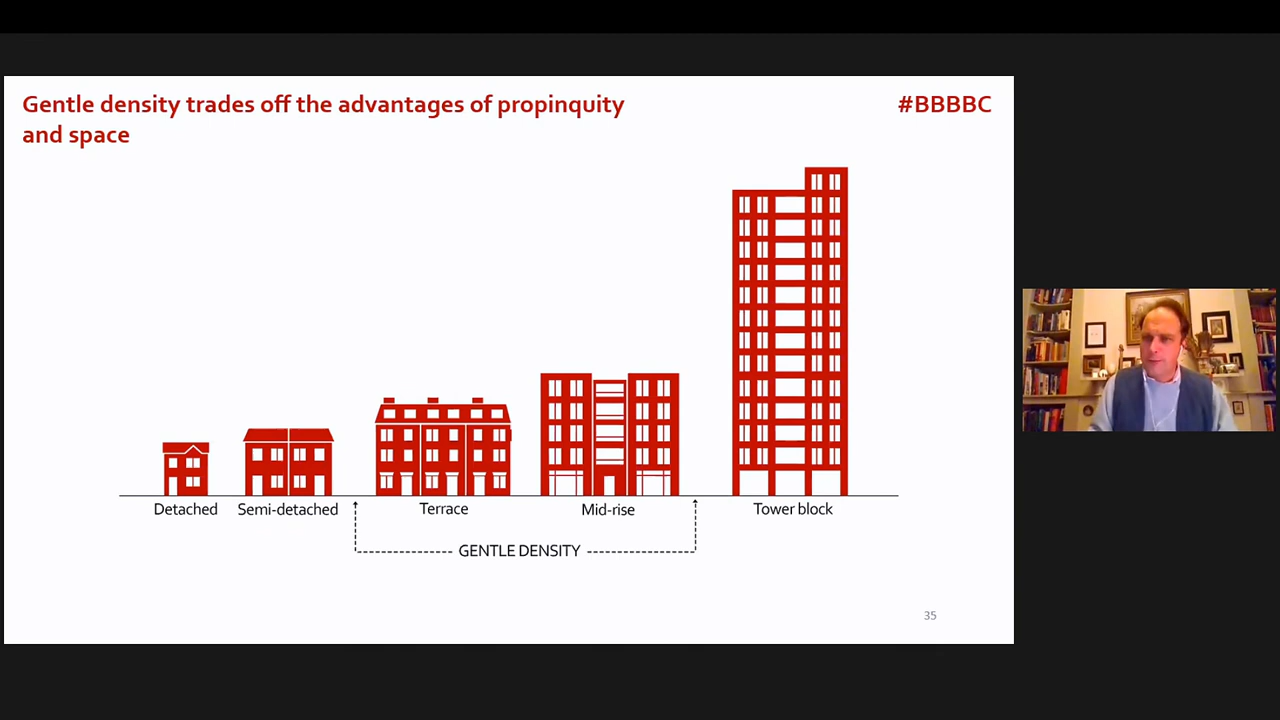 Gentle density trades off the advantages of propinquity
and space
#BBBBC
Detached
Semi-detached
Terrace
Mid-rise
Tower block
GENTLE DENSITY
35